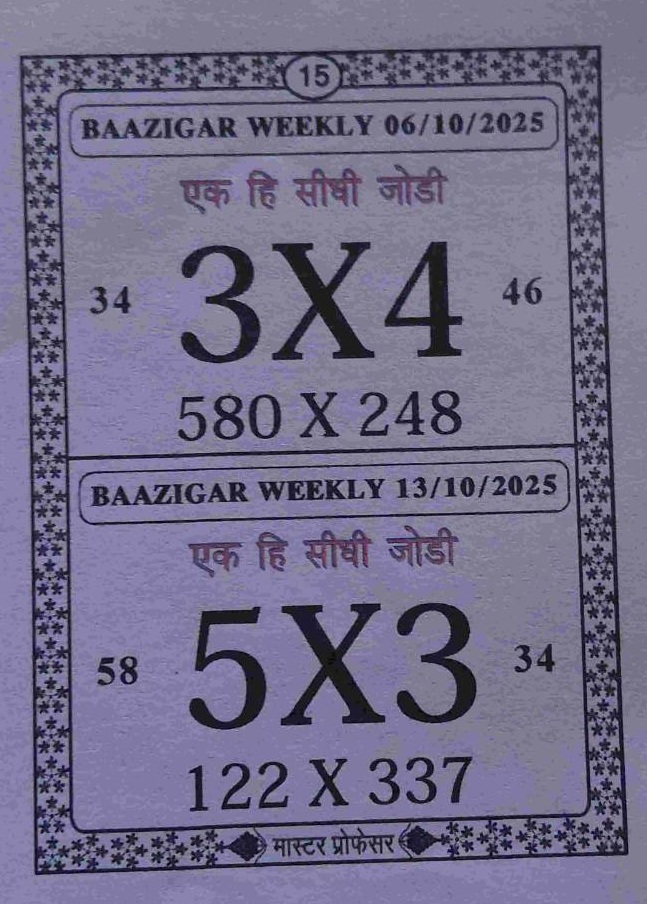 15
BAAZIGAR WEEKLY 06/10/2025
एक हि सीधी जोडी
34 3X4 46
580 X 248
BAAZIGAR WEEKLY 13/10/2025
एक हि सीधी जोडी
58 5X3 34
122 X 337
मास्टर प्रोफेसर